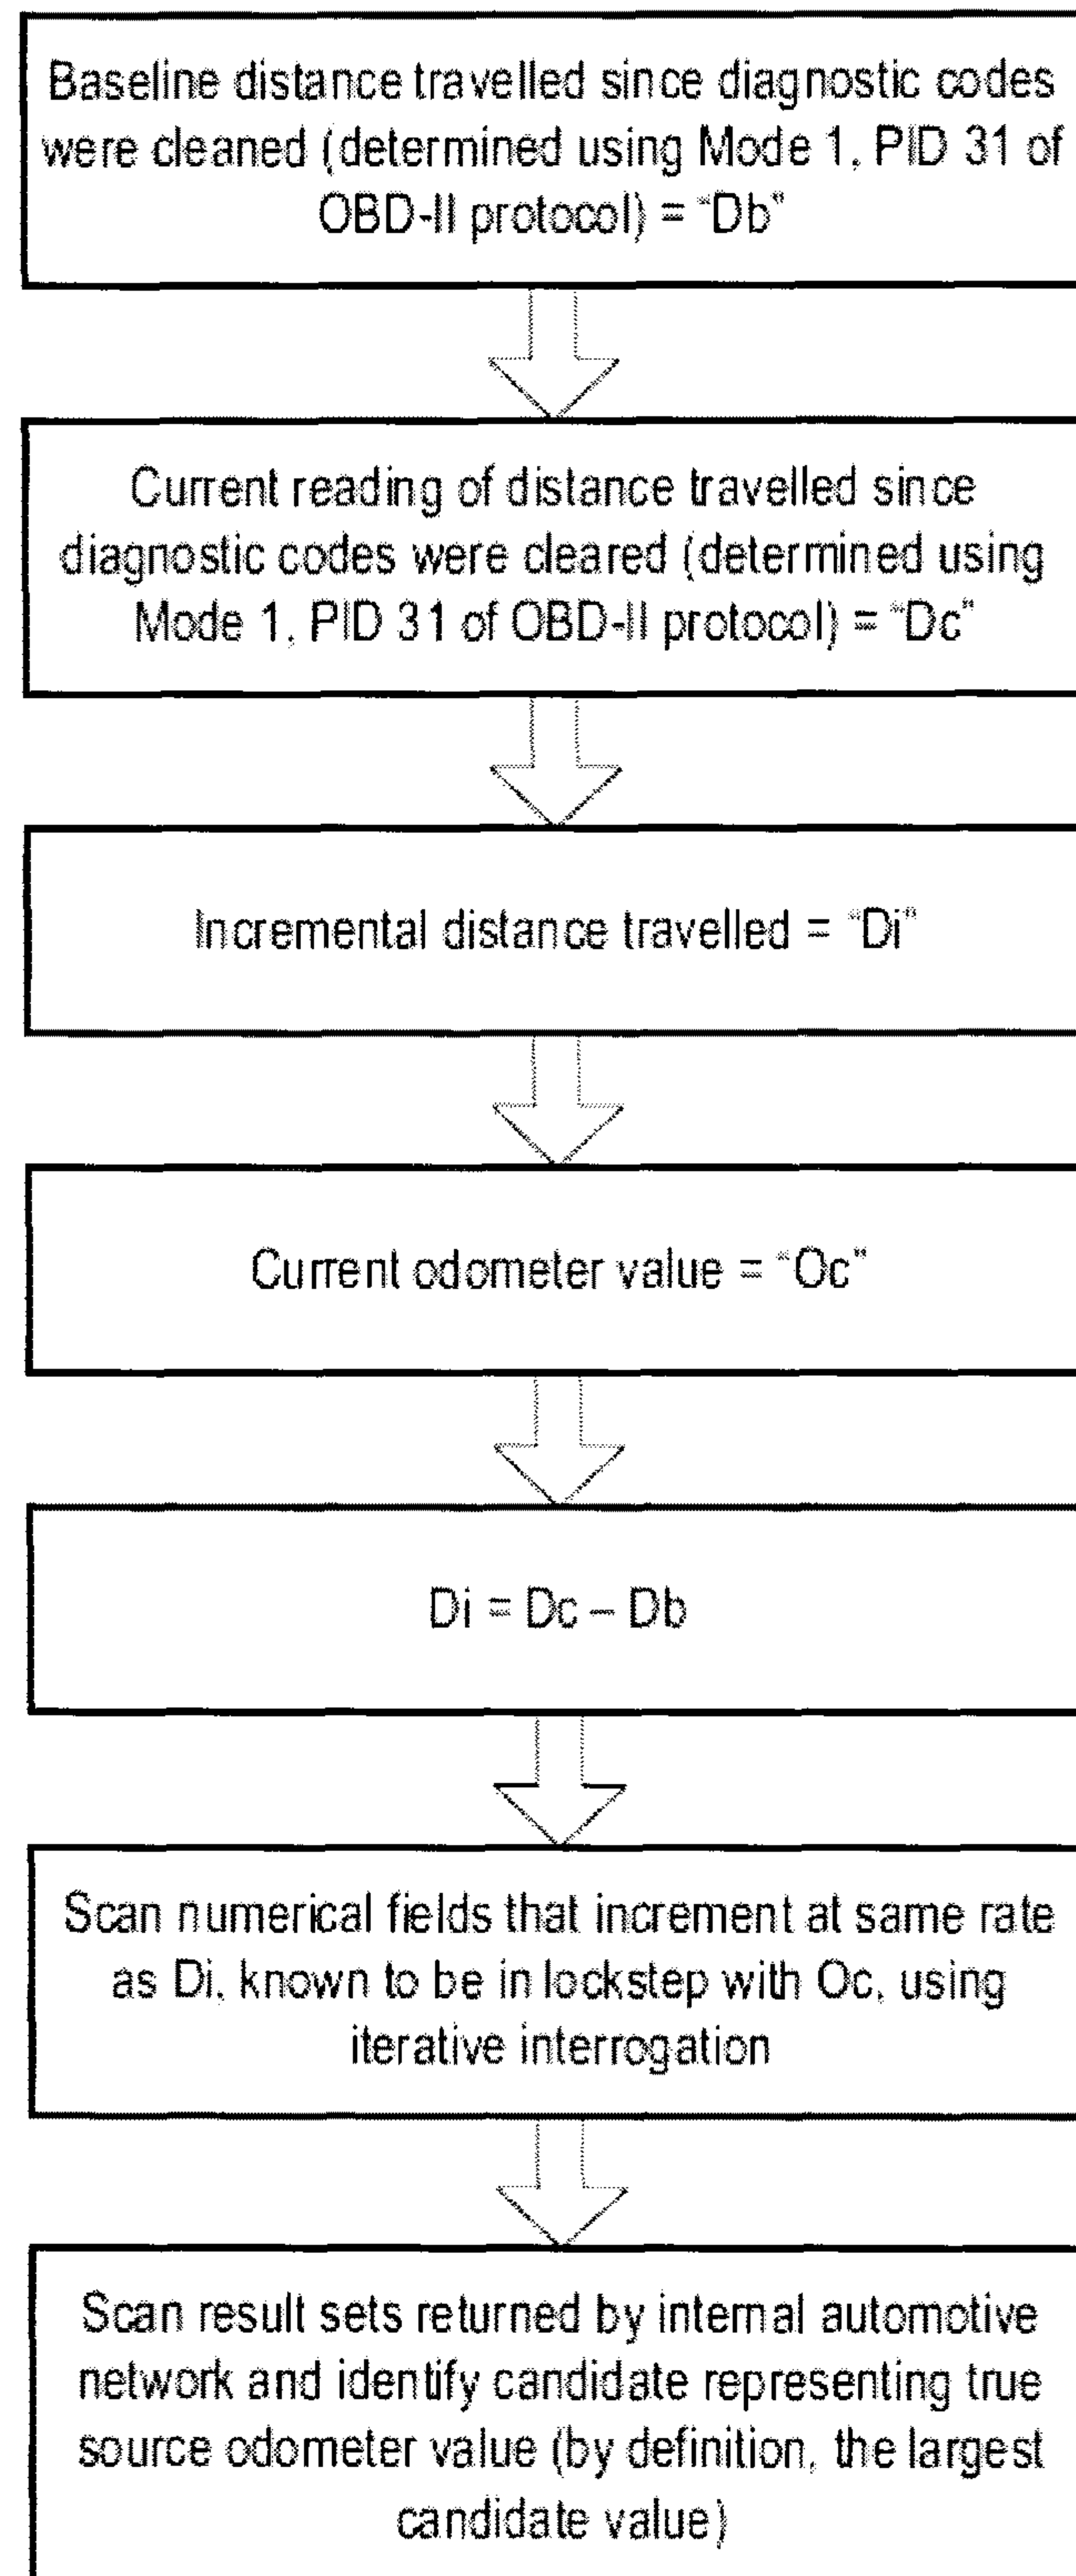 Baseline distance travelled since diagnostic codes
were cleaned (determined using Mode 1, PID 31 of
OBD-II protocol) = “Db”
Current reading of distance travelled since
diagnostic codes were cleared (determined using
Mode 1, PID 31 of OBD-II protocol) = “Dc”
Incremental distance travelled = “Di”
Current odometer value = “Oc”
Di = Dc – Db
Scan numerical fields that increment at same rate
as Di, known to be in lockstep with Oc, using
iterative interrogation
Scan result sets returned by internal automotive
network and identify candidate representing true
source odometer value (by definition, the largest
candidate value)